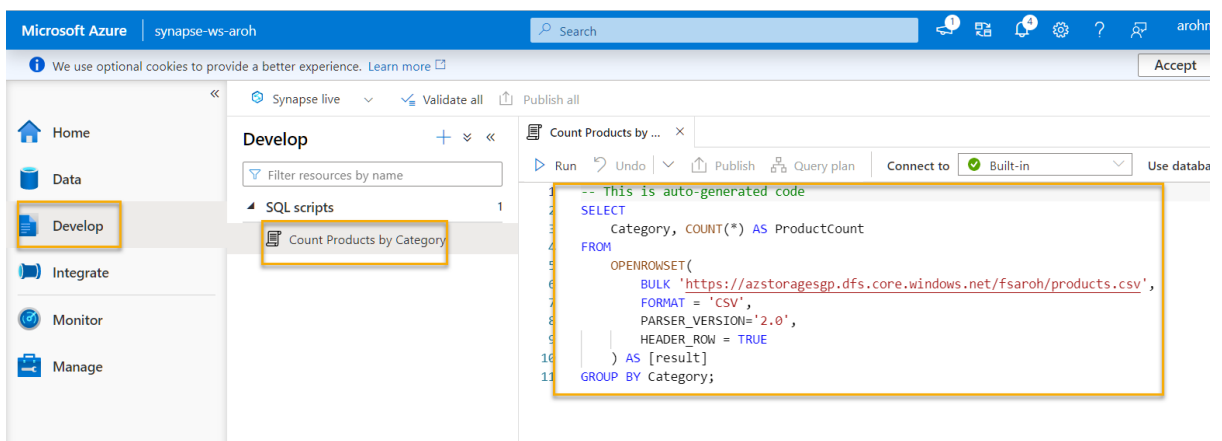 Microsoft Azure synapse-ws-aroh Search 1 4 ? arohm
We use optional cookies to provide a better experience. Learn more Accept
« Synapse live Validate all Publish all
Home
Data
Develop
Integrate
Monitor
Manage
Develop + «
Filter resources by name
SQL scripts 1
Count Products by Category
Count Products by ... ×
Run Undo Publish Query plan Connect to Built-in Use databa
1 -- This is auto-generated code
2 SELECT
3 Category, COUNT(*) AS ProductCount
4 FROM
5 OPENROWSET(
6 BULK 'https://azstoragesgp.dfs.core.windows.net/fsaroh/products.csv',
7 FORMAT = 'CSV',
8 PARSER_VERSION='2.0',
9 HEADER_ROW = TRUE
10 ) AS [result]
11 GROUP BY Category;